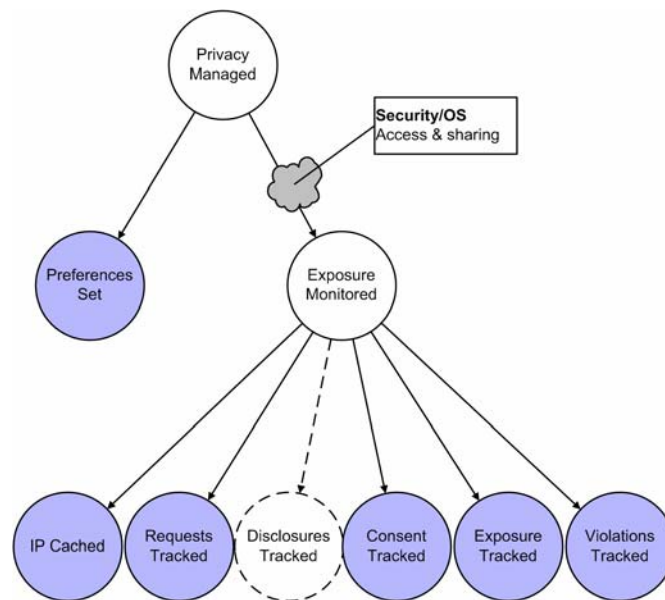 Privacy
Managed
Security/OS
Access & sharing
Preferences
Set
Exposure
Monitored
IP Cached
Requests
Tracked
Disclosures
Tracked
Consent
Tracked
Exposure
Tracked
Violations
Tracked